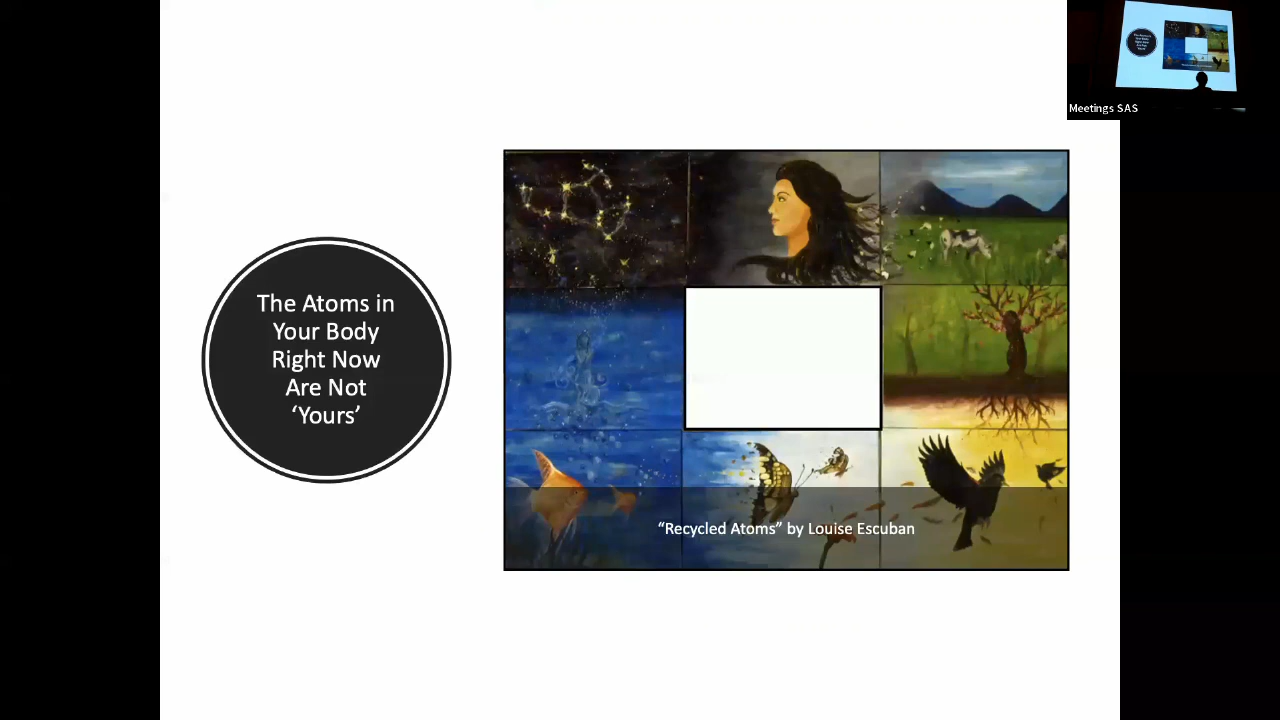 The Atoms in
Your Body
Right Now
Are Not
‘Yours’
“Recycled Atoms” by Louise Escuban
Meetings SAS